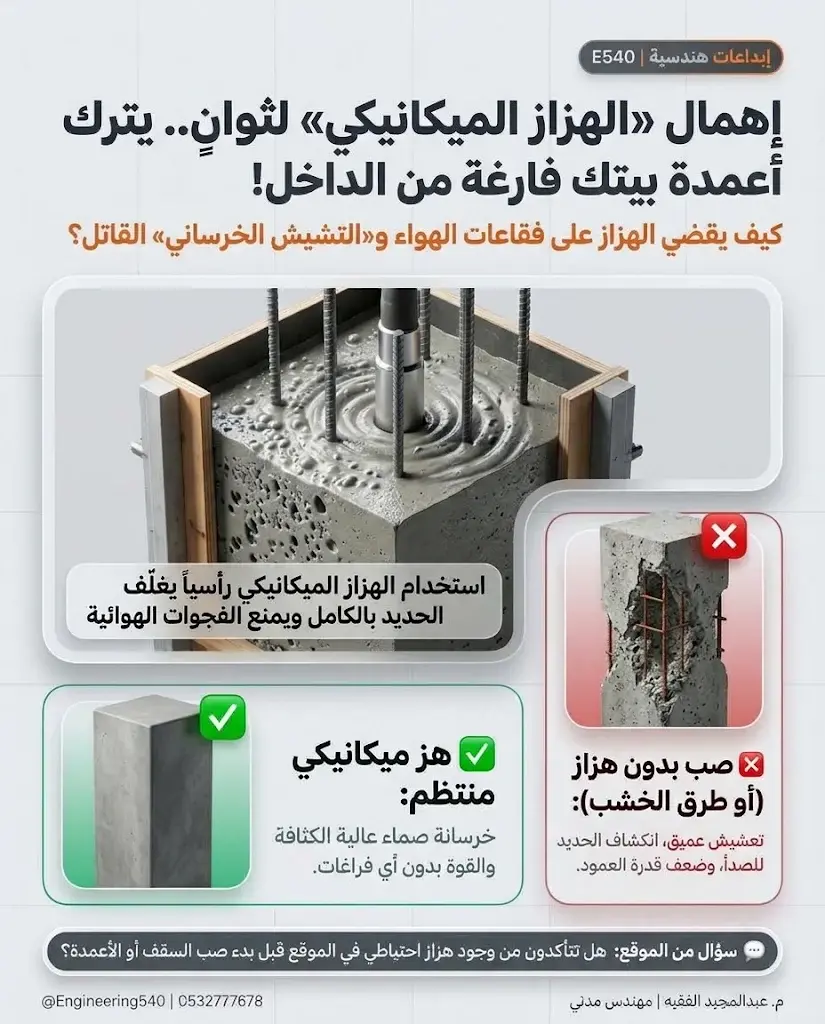 إبداعات هندسية | E540
إهمال «الهزاز الميكانيكي» لثوانٍ.. يترك
أعمدة بيتك فارغة من الداخل!
كيف يقضي الهزاز على فقاعات الهواء و«التشيش الخرساني» القاتل؟
استخدام الهزاز الميكانيكي رأسياً يغلّف
الحديد بالكامل ويمنع الفجوات الهوائية
❌ صب بدون هزاز
(أو طرق الخشب):
تعشيش عميق، انكشاف الحديد
للصدأ، وضعف قدرة العمود.
✅ هز ميكانيكي
منتظم:
خرسانة صماء عالية الكثافة
والقوة بدون أي فراغات.
💬 سؤال من الموقع: هل تتأكدون من وجود هزاز احتياطي في الموقع قبل بدء صب السقف أو الأعمدة؟
م. عبدالمجيد الفقيه | مهندس مدني
@Engineering540 | 0532777678